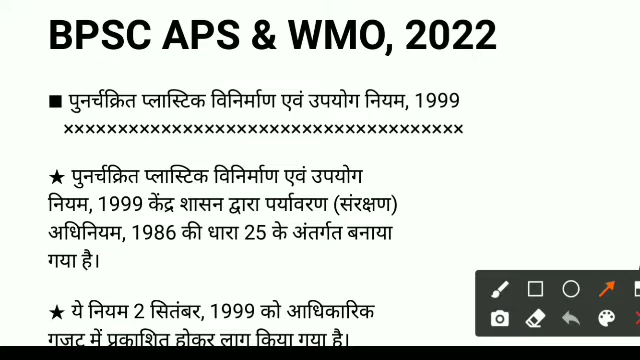 BPSC APS & WMO, 2022
■ पुनर्चक्रित प्लास्टिक विनिर्माण एवं उपयोग नियम, 1999
×××××××××××××××××××××××××××××××××××××
★ पुनर्चक्रित प्लास्टिक विनिर्माण एवं उपयोग
नियम, 1999 केंद्र शासन द्वारा पर्यावरण (संरक्षण)
अधिनियम, 1986 की धारा 25 के अंतर्गत बनाया
गया है।
★ ये नियम 2 सितंबर, 1999 को आधिकारिक
गजट में प्रकाशित होकर लागू किया गया है।